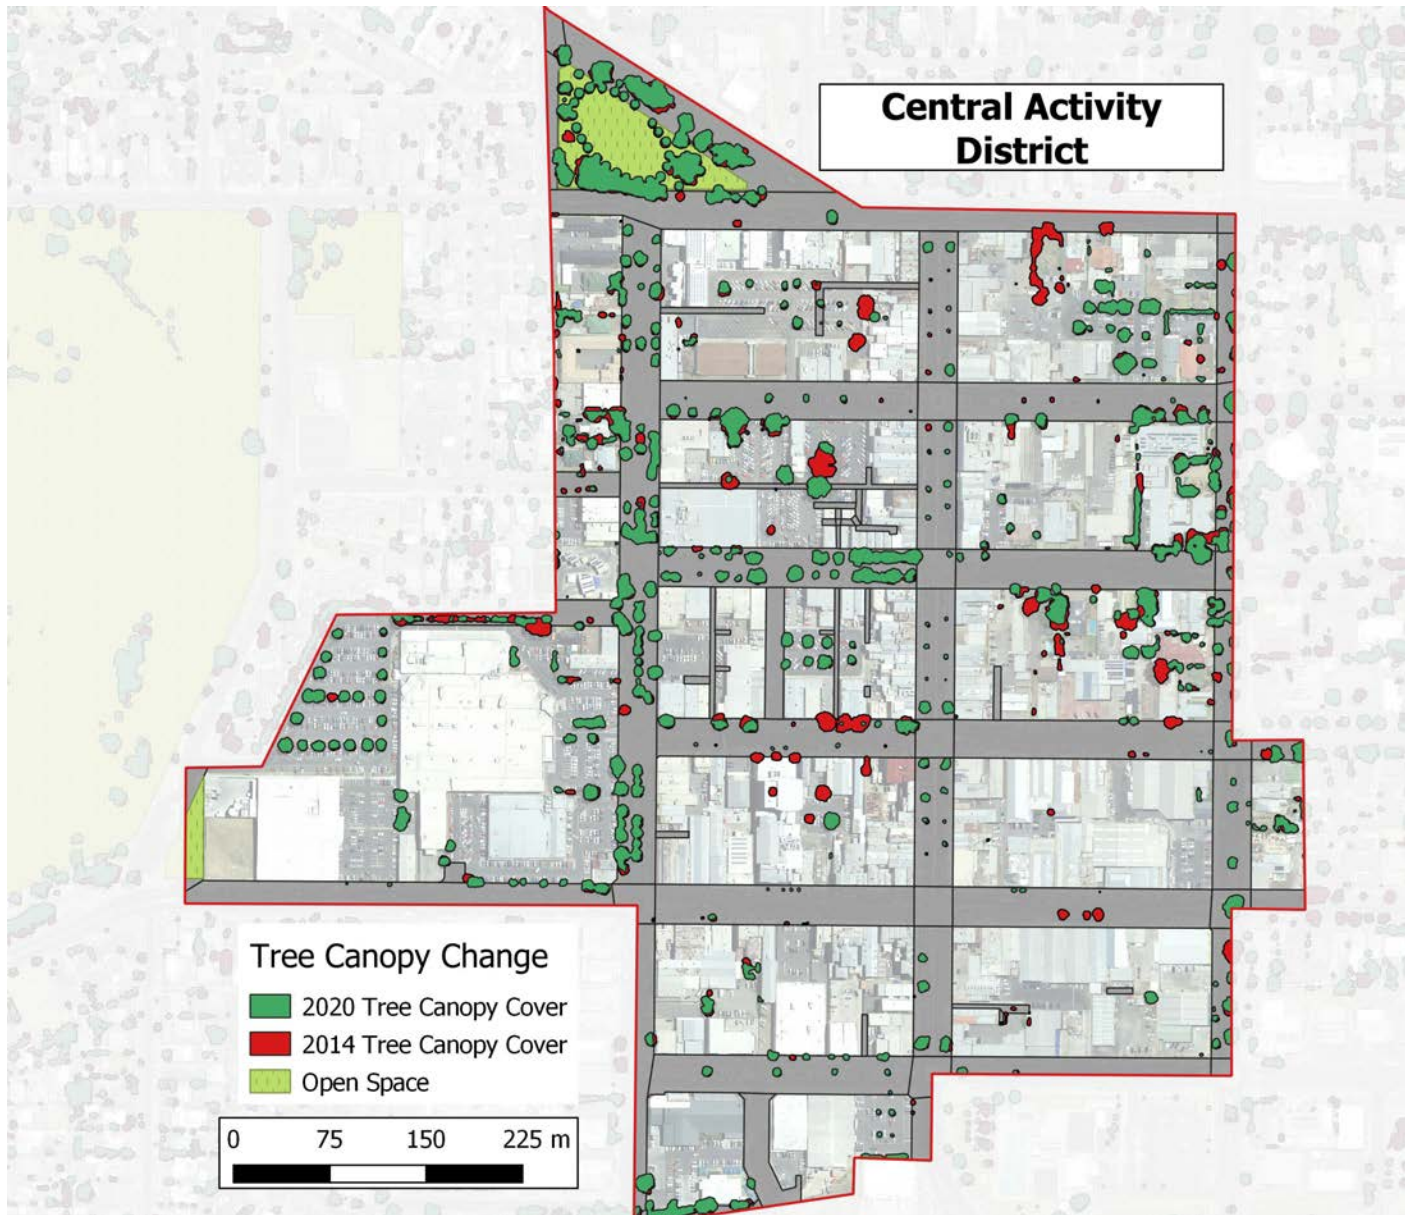 Central Activity
District
Tree Canopy Change
2020 Tree Canopy Cover
2014 Tree Canopy Cover
Open Space
0 75 150 225 m